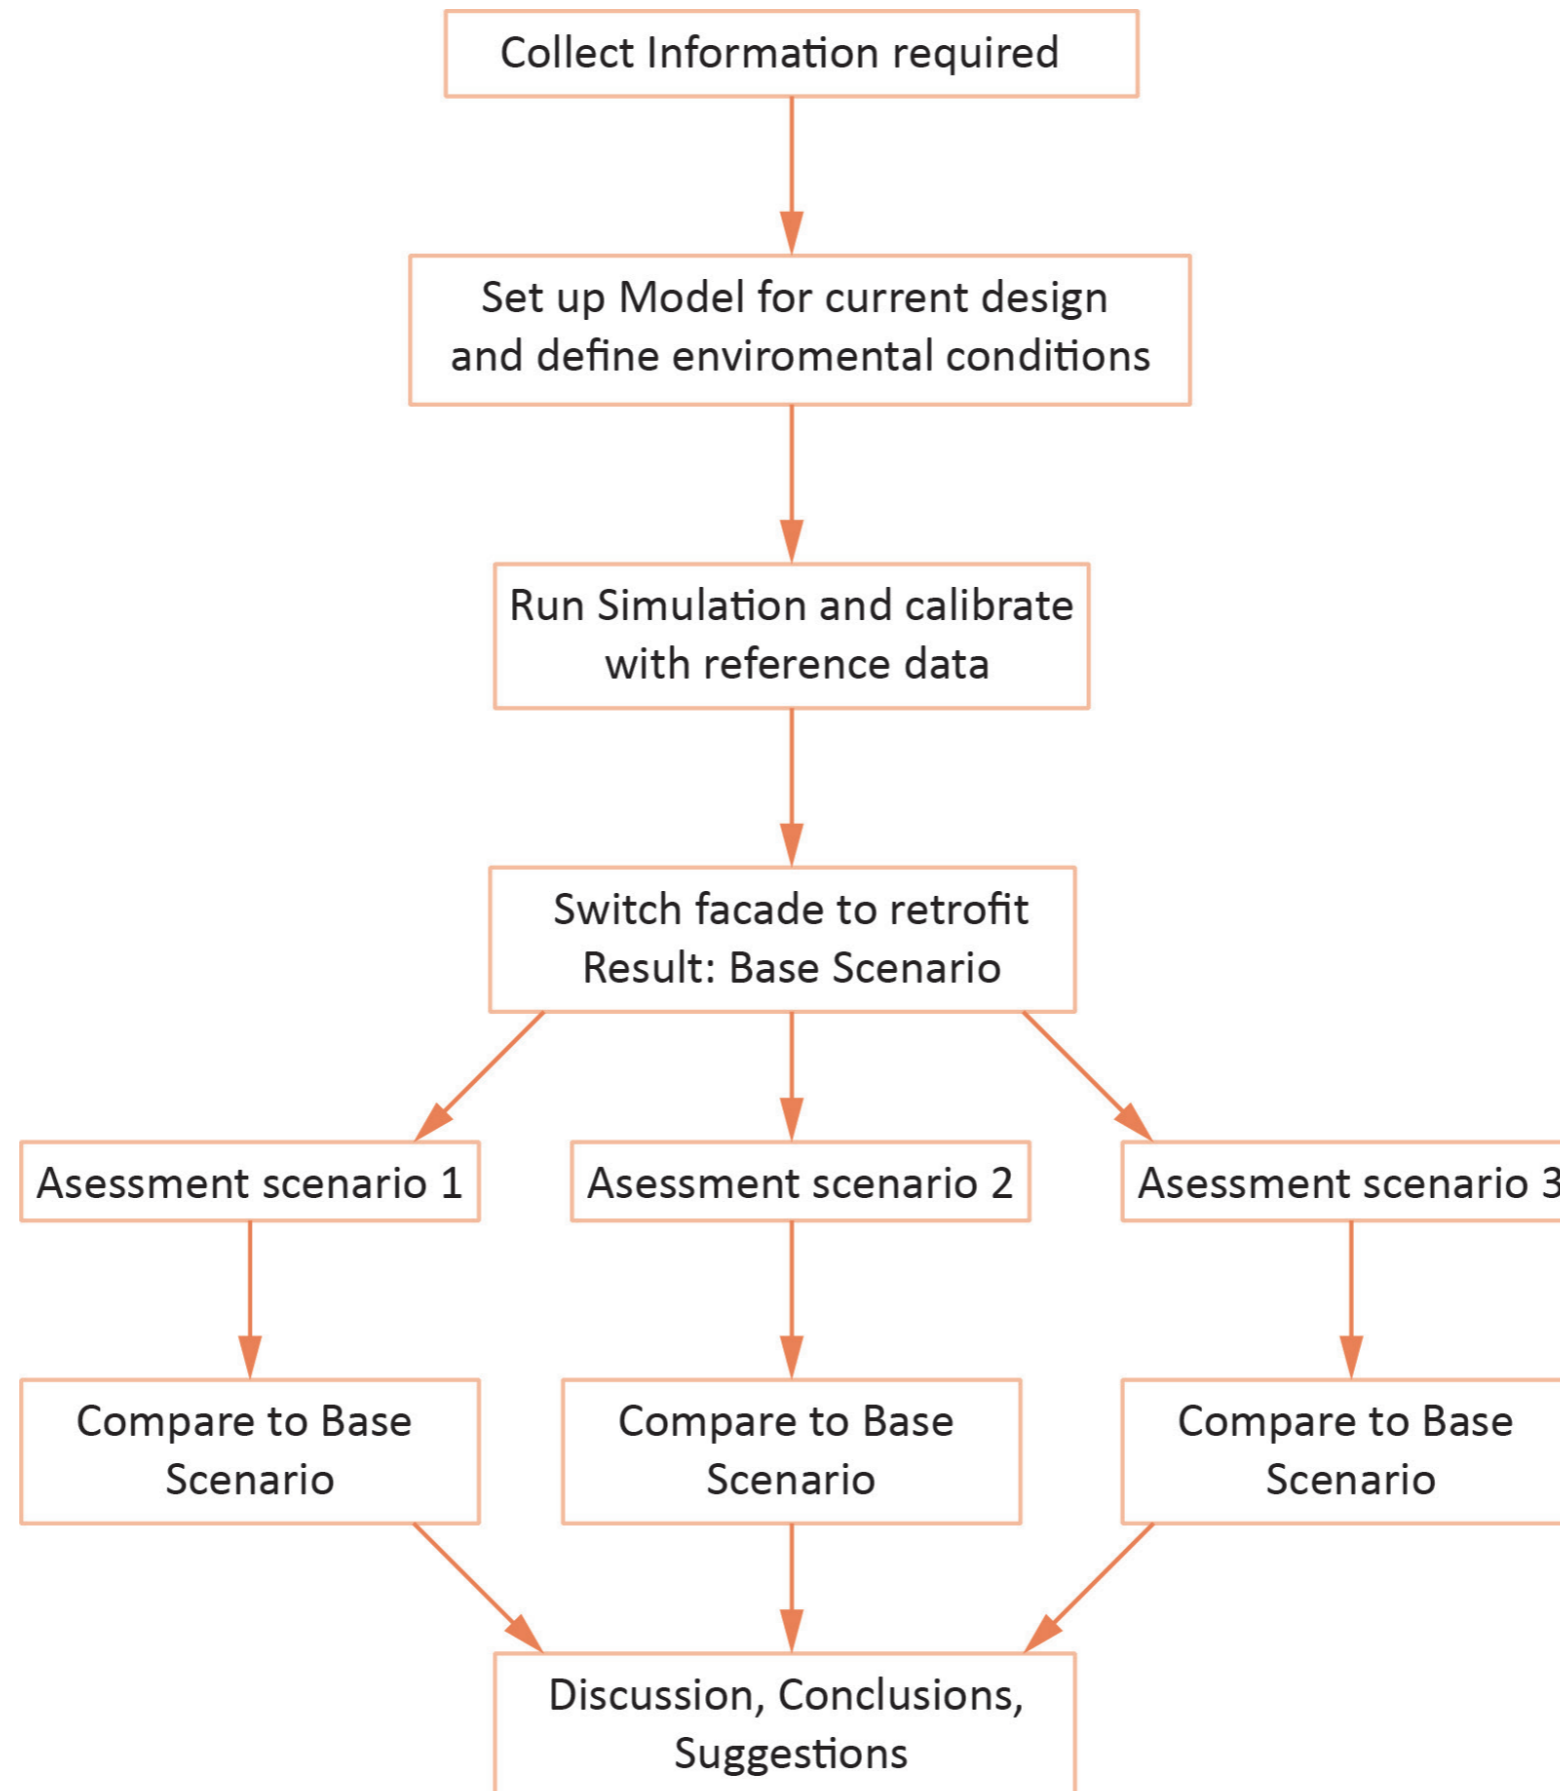 Collect Information required
Set up Model for current design
and define enviromental conditions
Run Simulation and calibrate
with reference data
Switch facade to retrofit
Result: Base Scenario
Asessment scenario 1
Asessment scenario 2
Asessment scenario 3
Compare to Base
Scenario
Compare to Base
Scenario
Compare to Base
Scenario
Discussion, Conclusions,
Suggestions